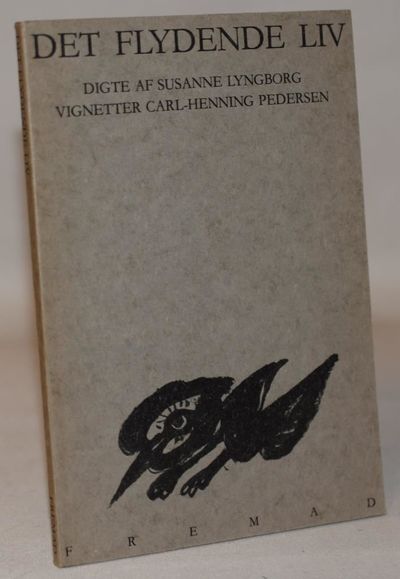 DET FLYDENDE LIV
DIGTE AF SUSANNE LYNGBORG
VIGNETTER CARL-HENNING PEDERSEN
F R E M A D